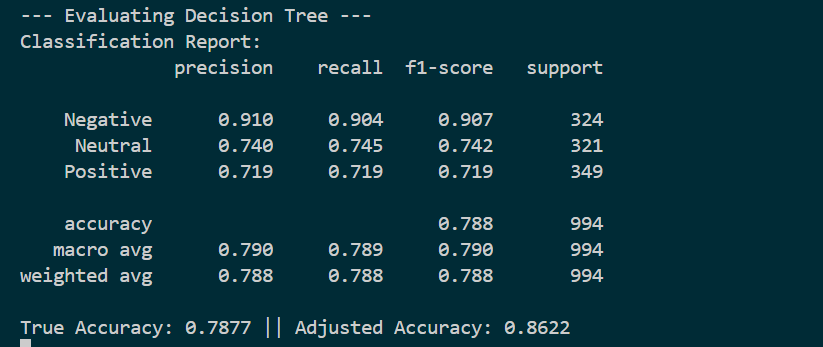 --- Evaluating Decision Tree ---
Classification Report:
precision recall f1-score support
Negative 0.910 0.904 0.907 324
Neutral 0.740 0.745 0.742 321
Positive 0.719 0.719 0.719 349
accuracy 0.788 994
macro avg 0.790 0.789 0.790 994
weighted avg 0.788 0.788 0.788 994
True Accuracy: 0.7877 || Adjusted Accuracy: 0.8622